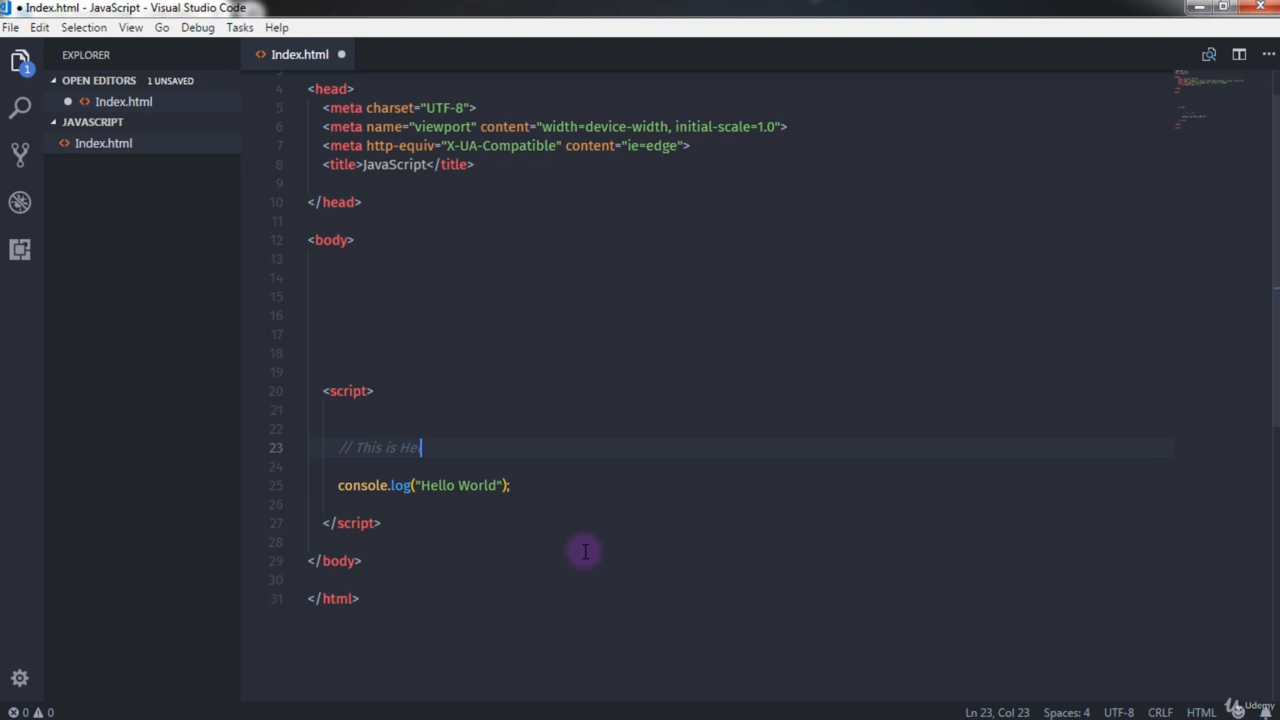 Index.html - JavaScript - Visual Studio Code
File Edit Selection View Go Debug Tasks Help
EXPLORER
OPEN EDITORS 1 UNSAVED
Index.html
JAVASCRIPT
Index.html
1
Index.html
4 <head>
5 <meta charset="UTF-8">
6 <meta name="viewport" content="width=device-width, initial-scale=1.0">
7 <meta http-equiv="X-UA-Compatible" content="ie=edge">
8 <title>JavaScript</title>
9
10 </head>
11
12 <body>
13
14
15
16
17
18
19
20 <script>
21
22
23 // This is Hel
24
25 console.log("Hello World");
26
27 </script>
28
29 </body>
30
31 </html>
0 0
Ln 23, Col 23 Spaces: 4 UTF-8 CRLF HTML
Udemy